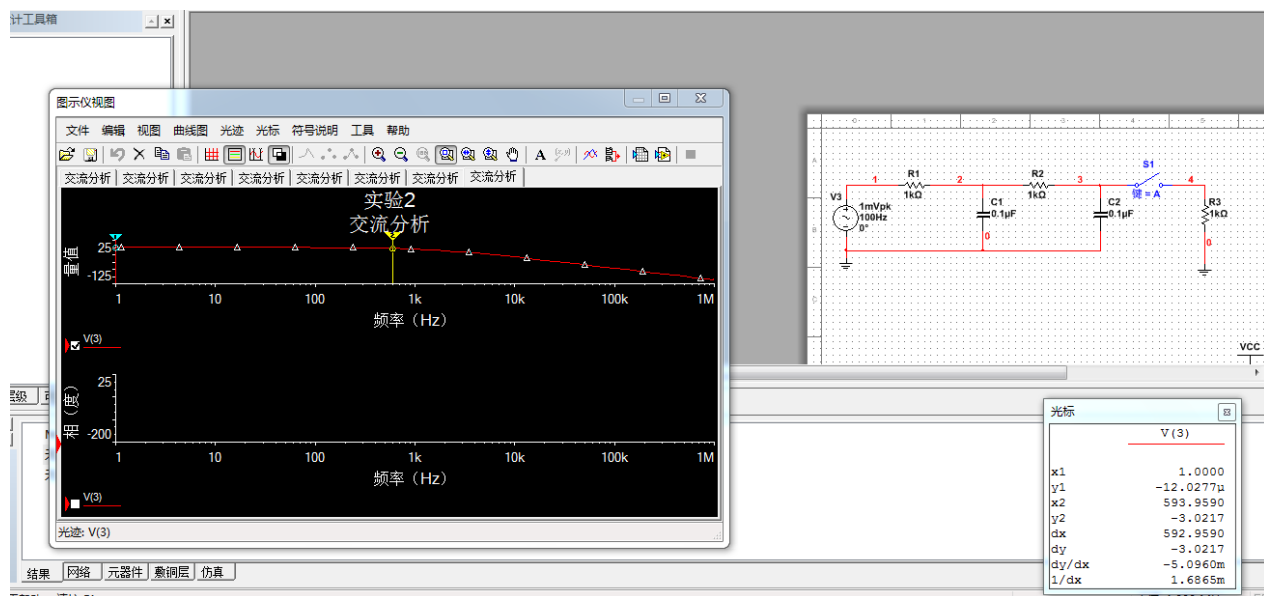 计工具箱
图示仪视图
文件 编辑 视图 曲线图 光迹 光标 符号说明 工具 帮助
交流分析 交流分析 交流分析 交流分析 交流分析 交流分析 交流分析 交流分析
实验2
交流分析
量值
25
-125
1 10 100 1k 10k 100k 1M
频率（Hz）
V(3)
相（度）
25
-200
1 10 100 1k 10k 100k 1M
频率（Hz）
V(3)
光迹: V(3)
结果 网络 元器件 敷铜层 仿真
S1
R1 R2
1 2 3 4
1kΩ 1kΩ 键 = A
V3
1mVpk
100Hz
0°
C1
0.1µF
C2
0.1µF
R3
1kΩ
0 0
VCC
光标
V(3)
x1 1.0000
y1 -12.0277µ
x2 593.9590
y2 -3.0217
dx 592.9590
dy -3.0217
dy/dx -5.0960m
1/dx 1.6865m